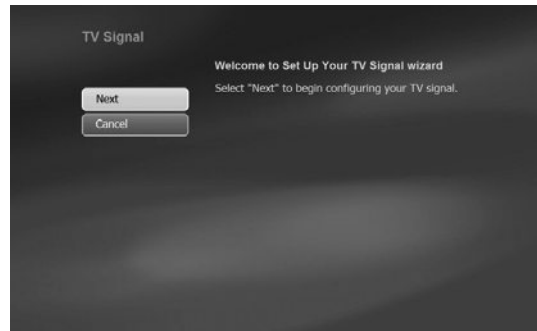 TV Signal
Welcome to Set Up Your TV Signal wizard
Select "Next" to begin configuring your TV signal.
Next
Cancel